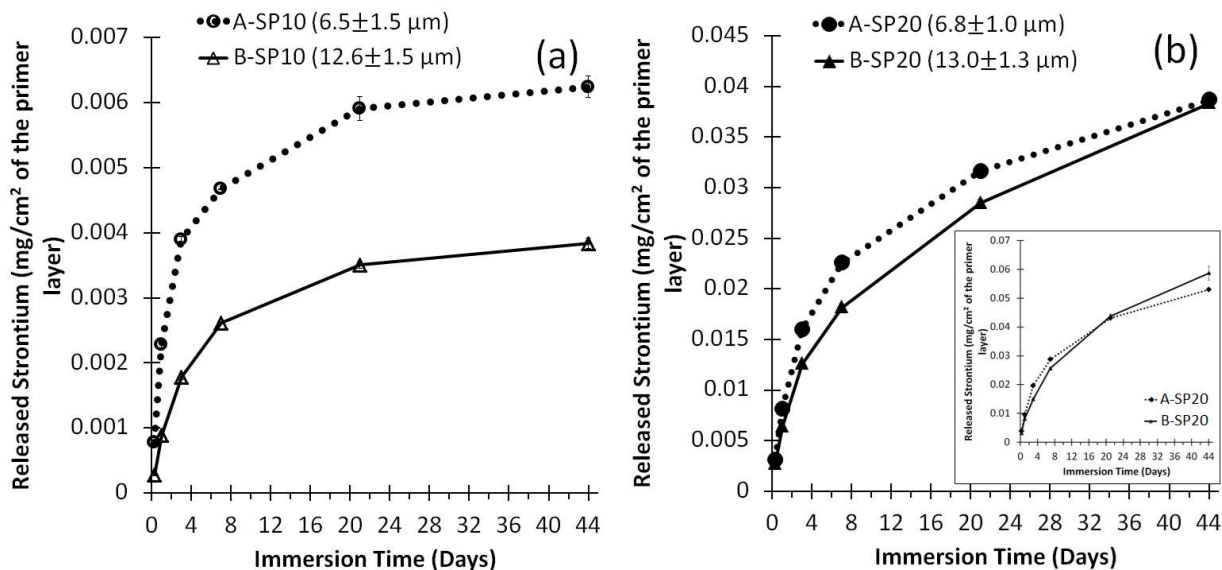 A-SP10 (6.5±1.5 µm)
B-SP10 (12.6±1.5 µm)
(a)
0.007
0.006
0.005
0.004
0.003
0.002
0.001
0
Released Strontium (mg/cm² of the primer
layer)
0 4 8 12 16 20 24 28 32 36 40 44
Immersion Time (Days)
A-SP20 (6.8±1.0 µm)
B-SP20 (13.0±1.3 µm)
(b)
0.045
0.04
0.035
0.03
0.025
0.02
0.015
0.01
0.005
0
Released Strontium (mg/cm² of the primer
layer)
0 4 8 12 16 20 24 28 32 36 40 44
Immersion Time (Days)
0.07
0.06
0.05
0.04
0.03
0.02
0.01
0
Released Strontium (mg/cm² of the primer
layer)
A-SP20
B-SP20
0 4 8 12 16 20 24 28 32 36 40 44
Immersion Time (Days)